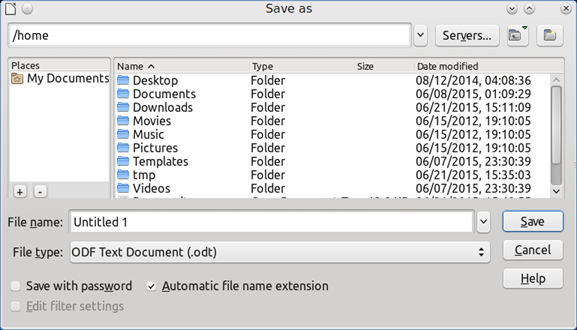 Save as
/home
Servers...
Places
My Documents
Name Type Size Date modified
Desktop Folder 08/12/2014, 04:08:36
Documents Folder 06/08/2015, 01:09:29
Downloads Folder 06/21/2015, 15:11:09
Movies Folder 06/15/2012, 19:10:05
Music Folder 06/15/2012, 19:10:05
Pictures Folder 06/15/2012, 19:10:05
Templates Folder 06/07/2015, 23:30:39
tmp Folder 06/21/2015, 15:35:03
Videos Folder 06/07/2015, 23:30:39
+ -
File name: Untitled 1 Save
File type: ODF Text Document (.odt) Cancel
Help
Save with password Automatic file name extension
Edit filter settings